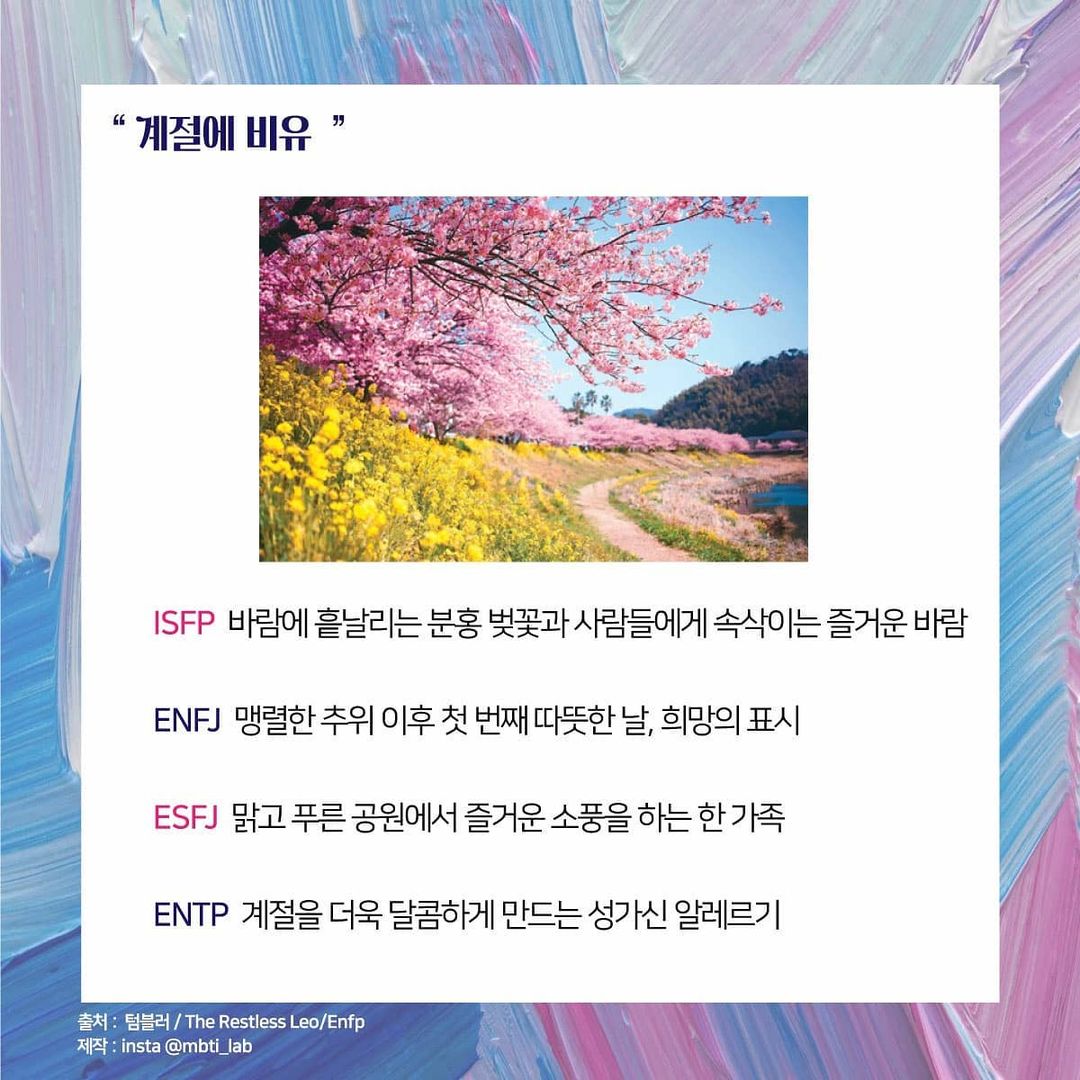 “ 계절에 비유 ”
ISFP 바람에 흩날리는 분홍 벚꽃과 사람들에게 속삭이는 즐거운 바람
ENFJ 맹렬한 추위 이후 첫 번째 따뜻한 날, 희망의 표시
ESFJ 맑고 푸른 공원에서 즐거운 소풍을 하는 한 가족
ENTP 계절을 더욱 달콤하게 만드는 성가신 알레르기
출처 : 텀블러 / The Restless Leo/Enfp
제작 : insta @mbti_lab